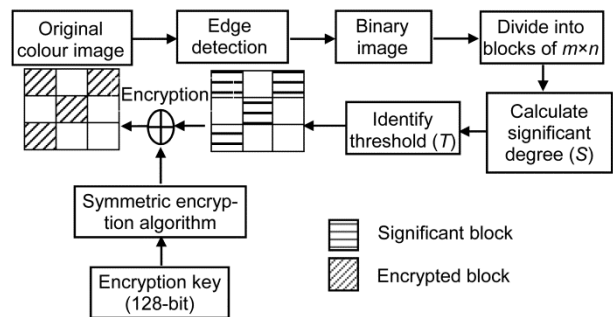 Original
colour image
Edge
detection
Binary
image
Divide into
blocks of m×n
Encryption
Identify
threshold (T)
Calculate
significant
degree (S)
Symmetric encryp-
tion algorithm
Significant block
Encrypted block
Encryption key
(128-bit)